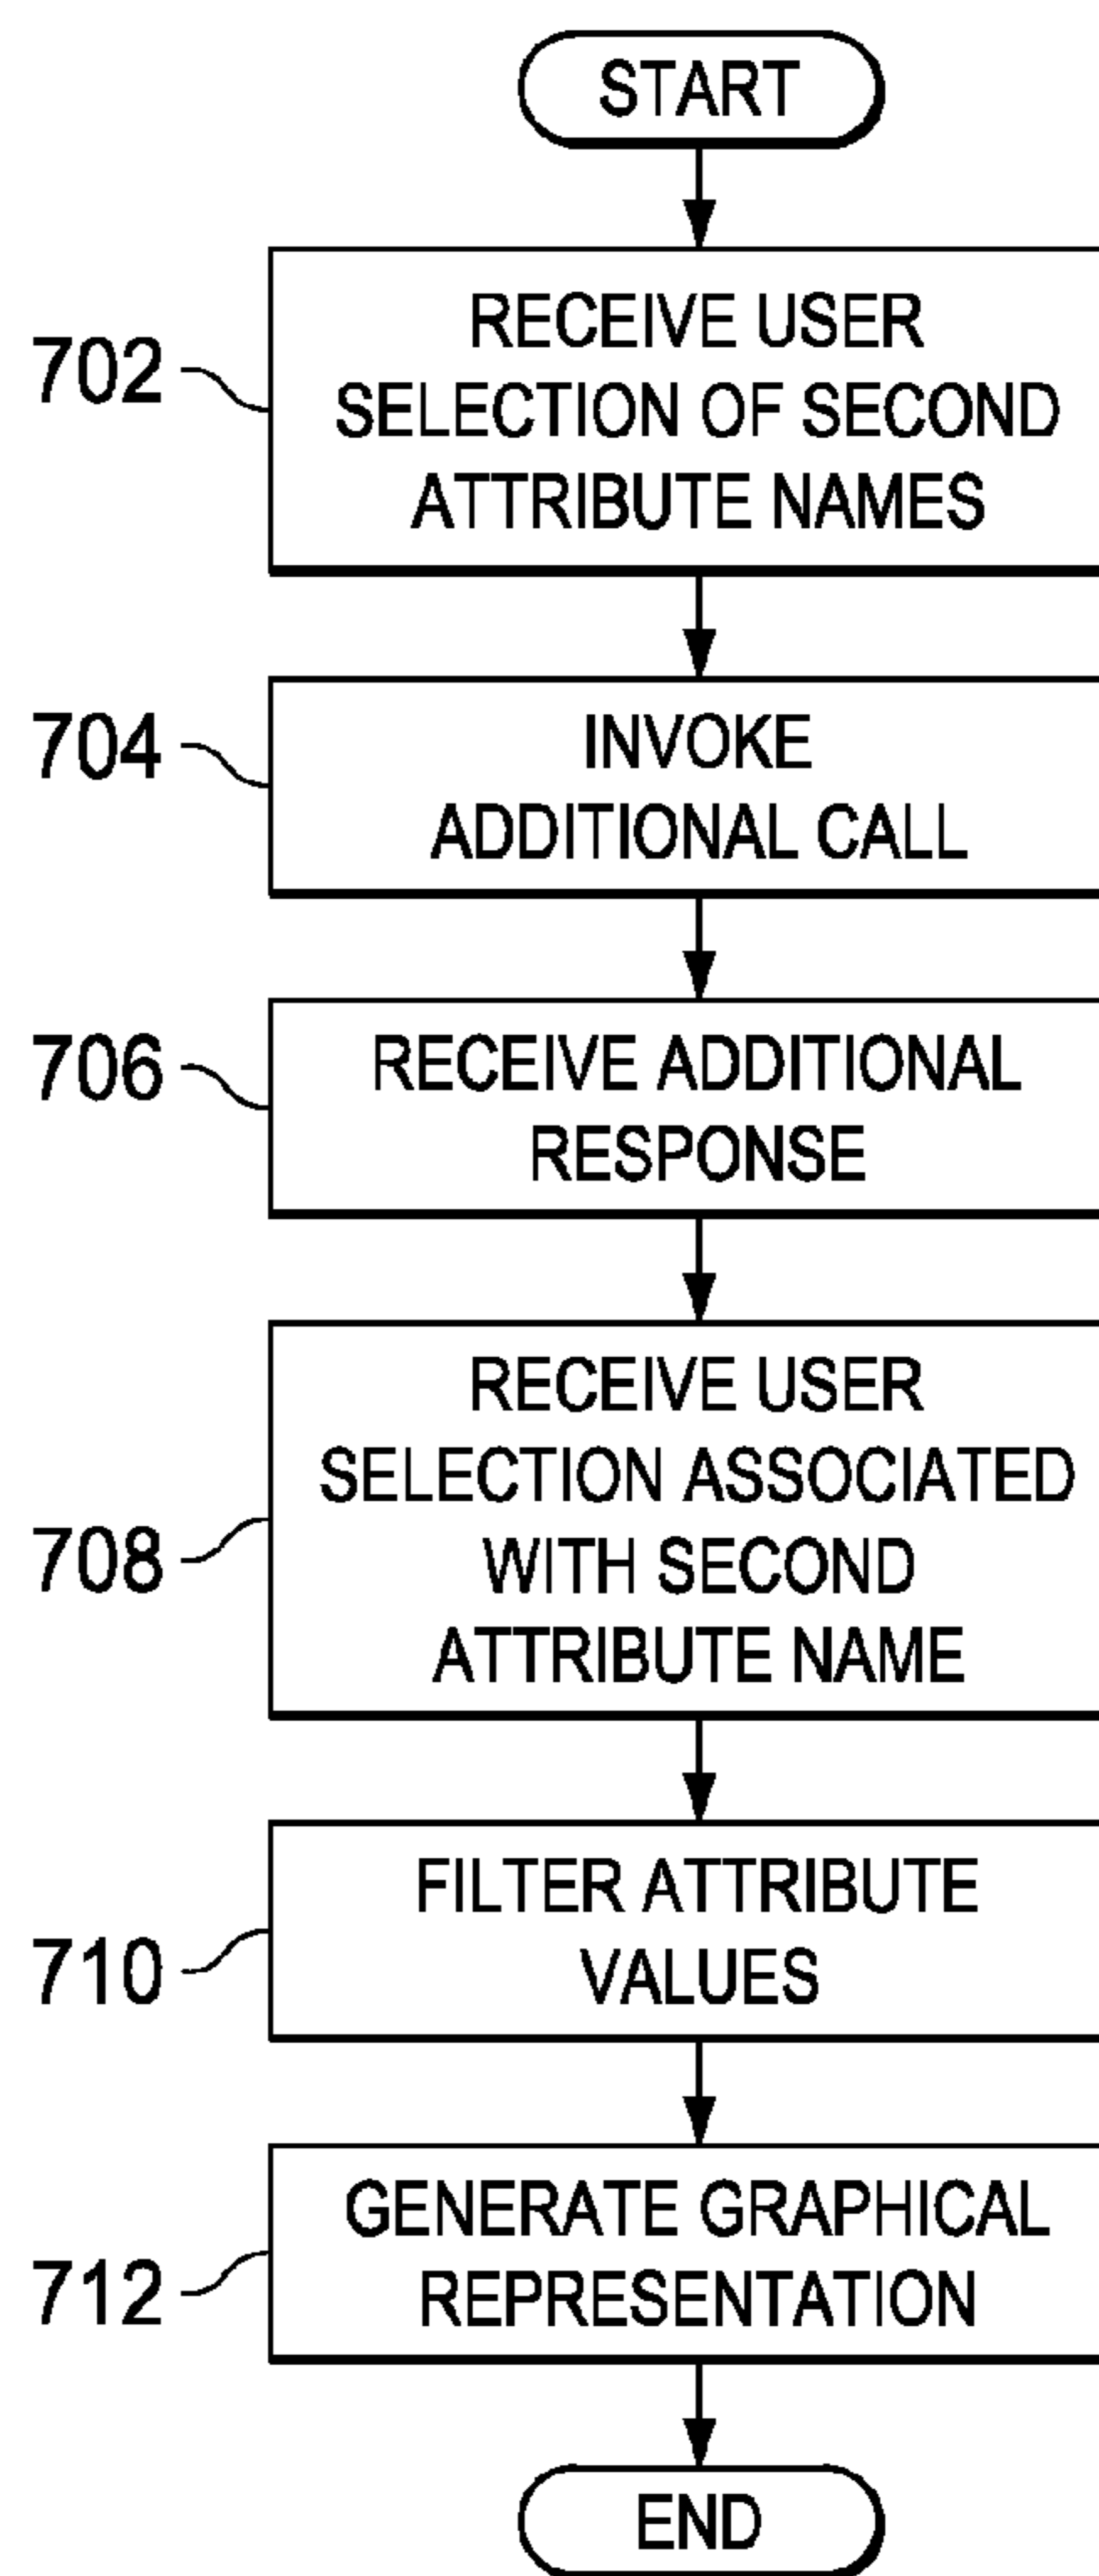 START
702
RECEIVE USER
SELECTION OF SECOND
ATTRIBUTE NAMES
704
INVOKE
ADDITIONAL CALL
706
RECEIVE ADDITIONAL
RESPONSE
708
RECEIVE USER
SELECTION ASSOCIATED
WITH SECOND
ATTRIBUTE NAME
710
FILTER ATTRIBUTE
VALUES
712
GENERATE GRAPHICAL
REPRESENTATION
END